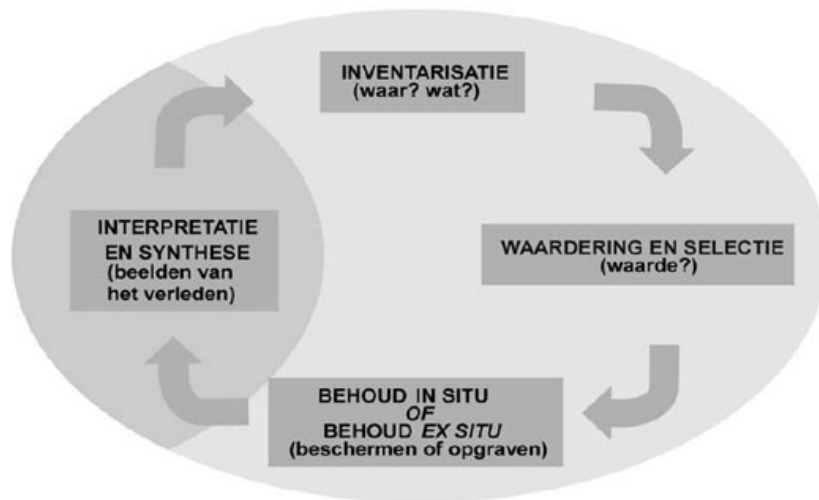 INVENTARISATIE
(waar? wat?)
WAARDERING EN SELECTIE
(waarde?)
BEHOUD IN SITU
OF
BEHOUD EX SITU
(beschermen of opgraven)
INTERPRETATIE
EN SYNTHESE
(beelden van
het verleden)